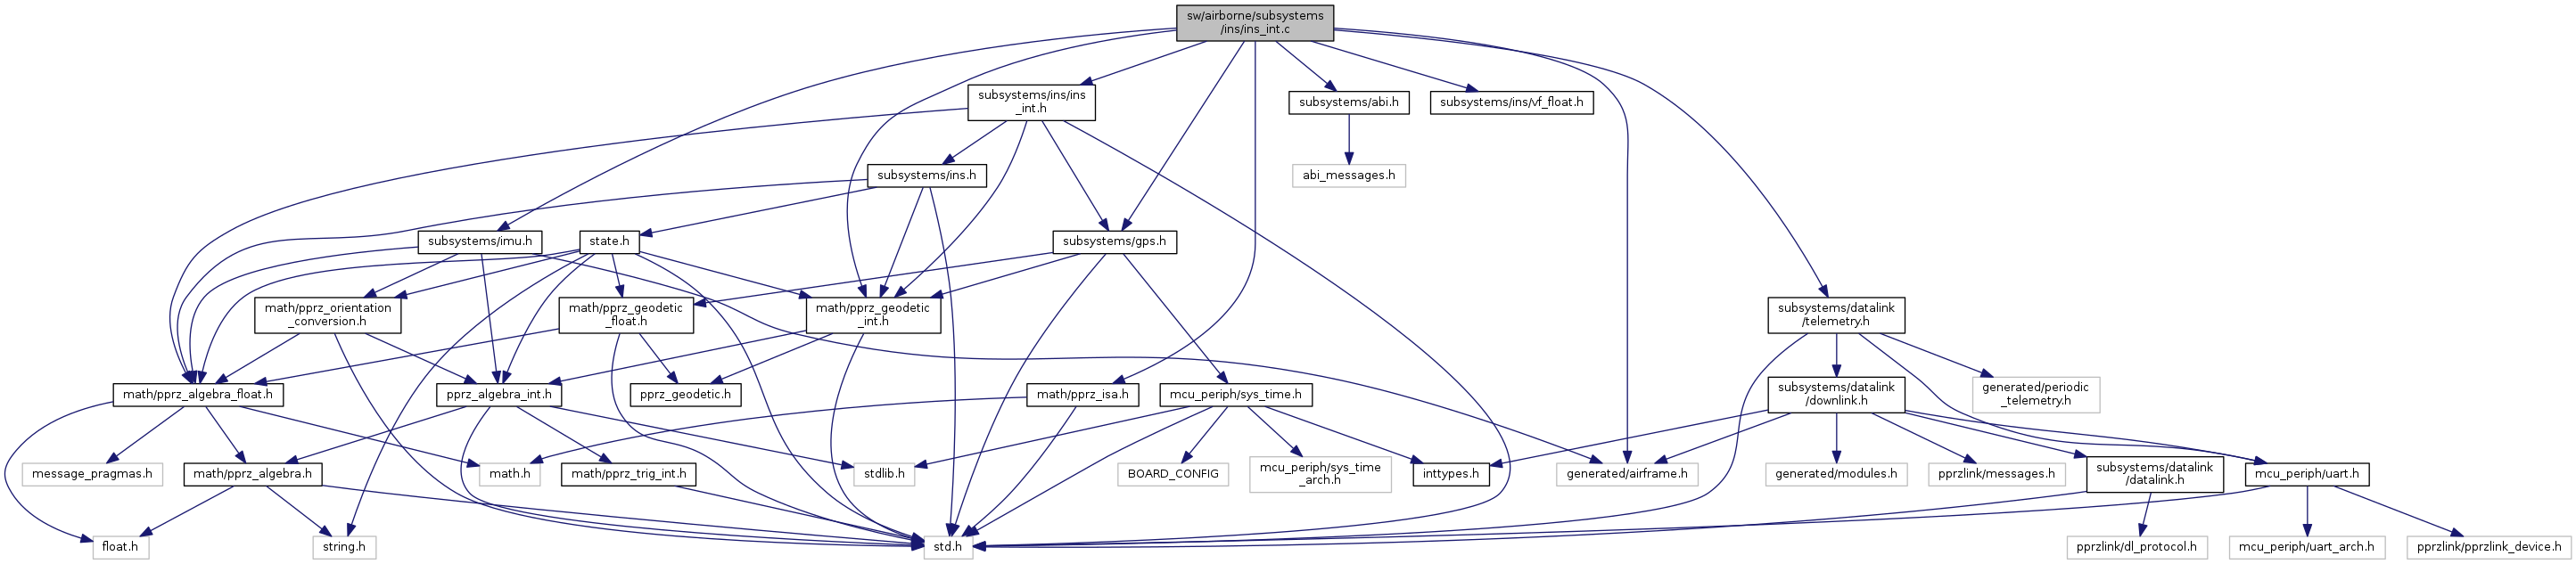 sw/airborne/subsystems
/ins/ins_int.c
subsystems/ins/ins
_int.h
subsystems/abi.h
subsystems/ins/vf_float.h
subsystems/ins.h
abi_messages.h
subsystems/imu.h
state.h
subsystems/gps.h
math/pprz_orientation
_conversion.h
math/pprz_geodetic
_float.h
math/pprz_geodetic
_int.h
subsystems/datalink
/telemetry.h
math/pprz_algebra_float.h
pprz_algebra_int.h
pprz_geodetic.h
math/pprz_isa.h
mcu_periph/sys_time.h
subsystems/datalink
/downlink.h
generated/periodic
_telemetry.h
message_pragmas.h
math/pprz_algebra.h
math.h
math/pprz_trig_int.h
stdlib.h
BOARD_CONFIG
mcu_periph/sys_time
_arch.h
inttypes.h
generated/airframe.h
generated/modules.h
pprzlink/messages.h
subsystems/datalink
/datalink.h
mcu_periph/uart.h
float.h
string.h
std.h
pprzlink/dl_protocol.h
mcu_periph/uart_arch.h
pprzlink/pprzlink_device.h